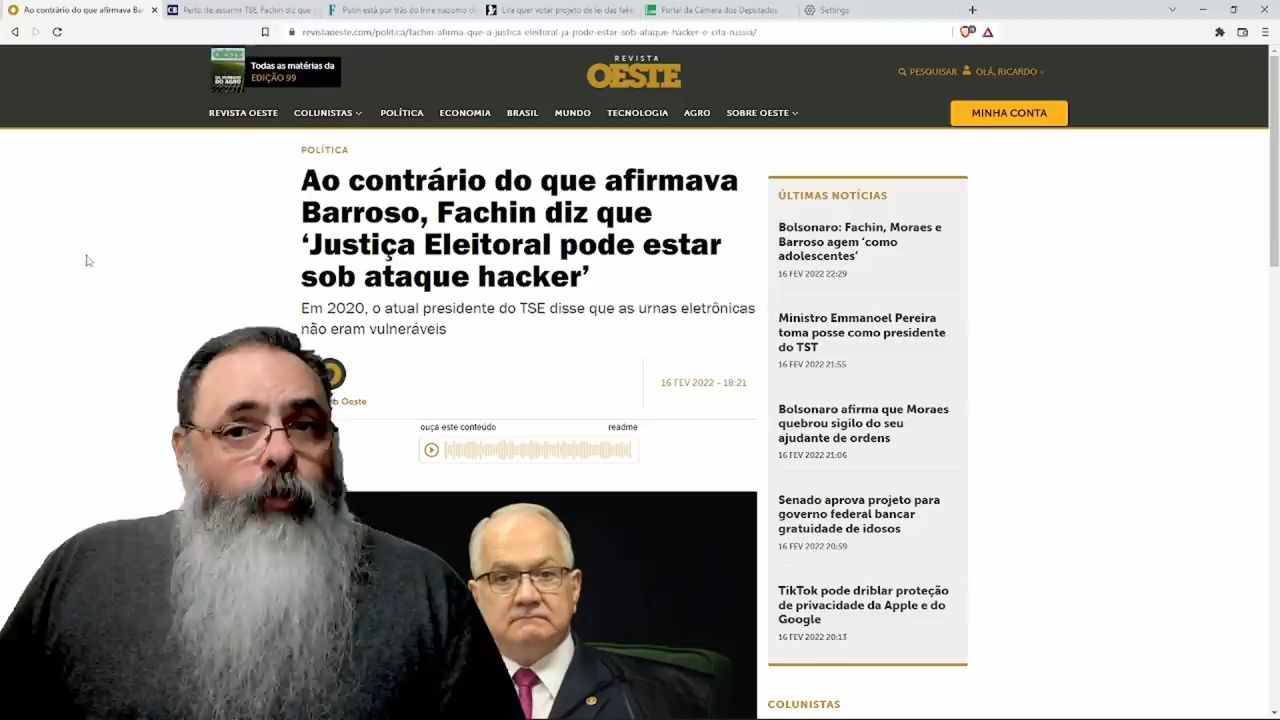 Ao contrário do que afirmava Bar
Perto de assumir TSE, Fachin diz que
Putin está por trás do livre nazismo d
Lira quer votar projeto de lei das fake
Portal da Câmara dos Deputados
Settings
revistaoeste.com/politica/fachin-afirma-que-a-justica-eleitoral-ja-pode-estar-sob-ataque-hacker-e-cita-russia/
Todas as matérias da
EDIÇÃO 99
REVISTA
OESTE
PESQUISAR
OLÁ, RICARDO
REVISTA OESTE
COLUNISTAS
POLÍTICA
ECONOMIA
BRASIL
MUNDO
TECNOLOGIA
AGRO
SOBRE OESTE
MINHA CONTA
POLÍTICA
Ao contrário do que afirmava
Barroso, Fachin diz que
‘Justiça Eleitoral pode estar
sob ataque hacker’
Em 2020, o atual presidente do TSE disse que as urnas eletrônicas
não eram vulneráveis
Oeste
16 FEV 2022 - 18:21
ouça este conteúdo
readme
ÚLTIMAS NOTÍCIAS
Bolsonaro: Fachin, Moraes e
Barroso agem ‘como
adolescentes’
16 FEV 2022 22:29
Ministro Emmanoel Pereira
toma posse como presidente
do TST
16 FEV 2022 21:55
Bolsonaro afirma que Moraes
quebrou sigilo do seu
ajudante de ordens
16 FEV 2022 21:06
Senado aprova projeto para
governo federal bancar
gratuidade de idosos
16 FEV 2022 20:59
TikTok pode driblar proteção
de privacidade da Apple e do
Google
16 FEV 2022 20:13
COLUNISTAS